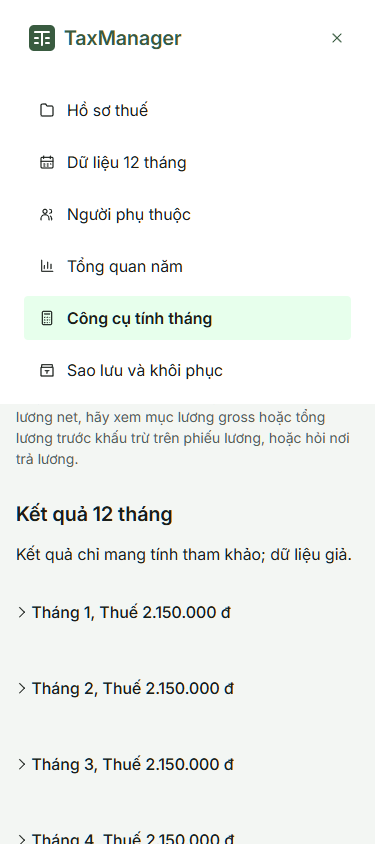 TaxManager
Hồ sơ thuế
Dữ liệu 12 tháng
Người phụ thuộc
Tổng quan năm
Công cụ tính tháng
Sao lưu và khôi phục
lương net, hãy xem mục lương gross hoặc tổng
lương trước khấu trừ trên phiếu lương, hoặc hỏi nơi
trả lương.
Kết quả 12 tháng
Kết quả chỉ mang tính tham khảo; dữ liệu giả.
Tháng 1, Thuế 2.150.000 đ
Tháng 2, Thuế 2.150.000 đ
Tháng 3, Thuế 2.150.000 đ
Tháng 4, Thuế 2.150.000 đ